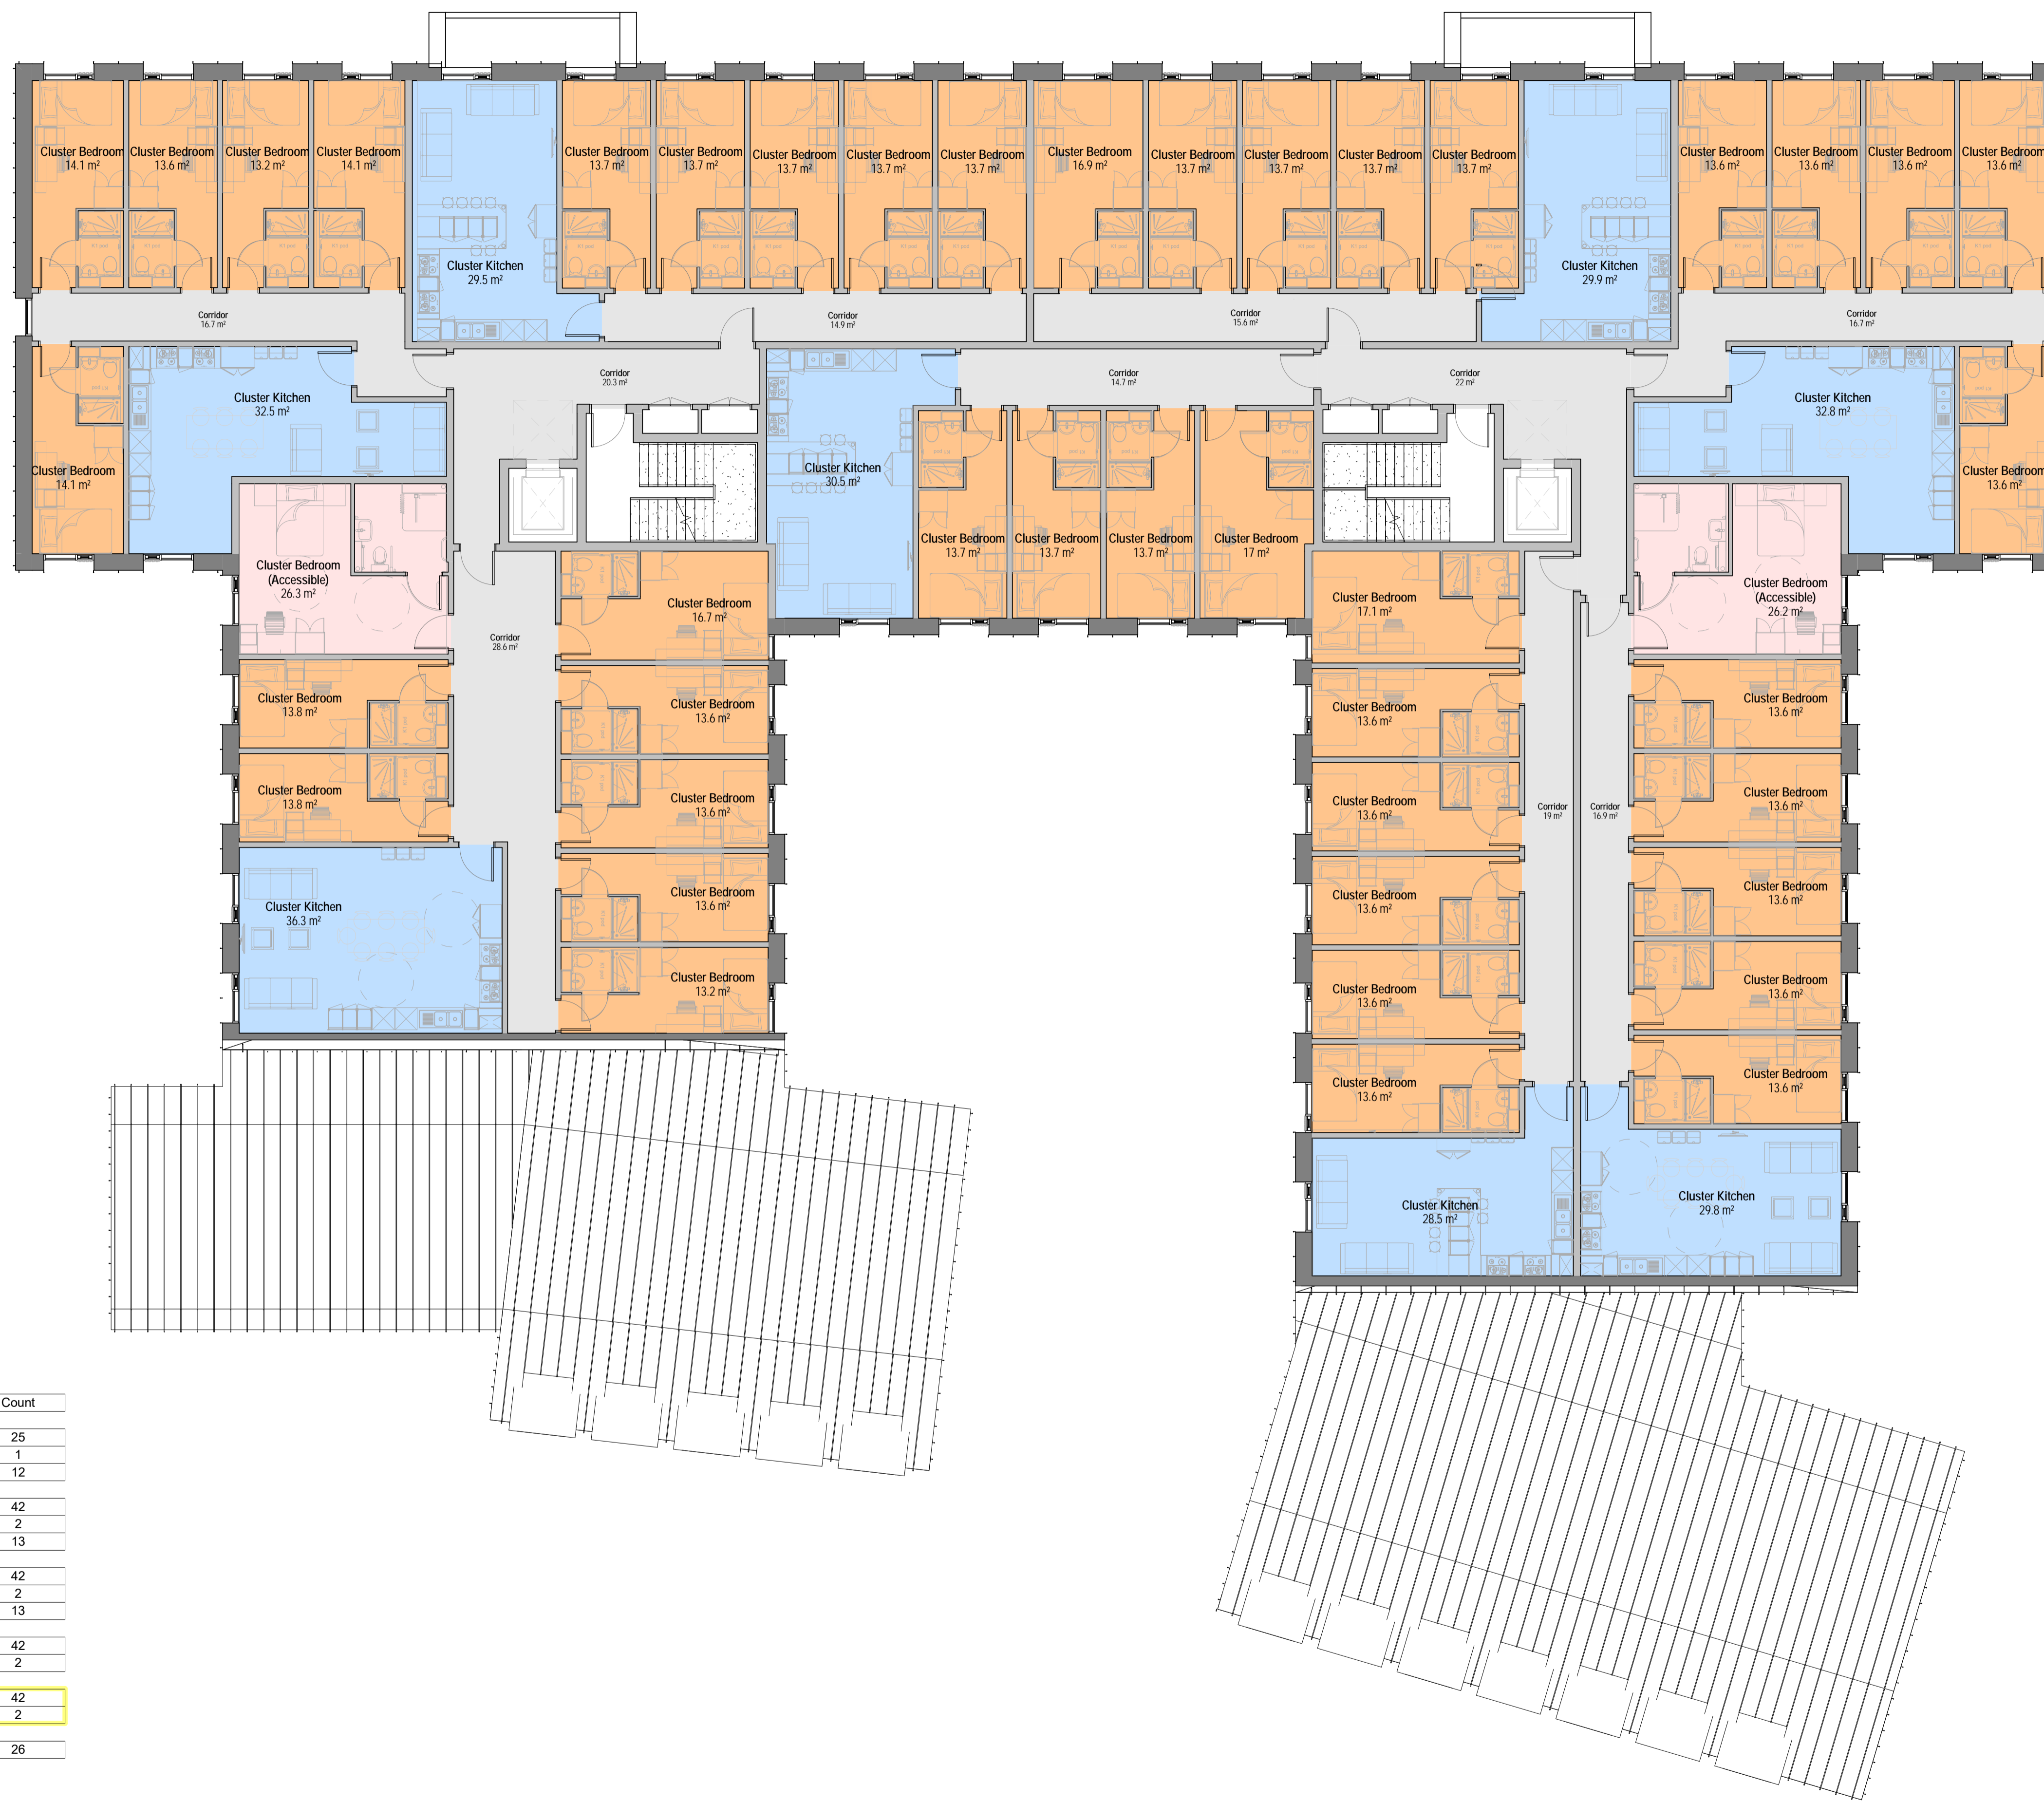 Cluster Bedroom
14.1 m²
Cluster Bedroom
13.6 m²
Cluster Bedroom
13.2 m²
Cluster Bedroom
14.1 m²
Cluster Kitchen
29.5 m²
Cluster Bedroom
13.7 m²
Cluster Bedroom
13.7 m²
Cluster Bedroom
13.7 m²
Cluster Bedroom
13.7 m²
Cluster Bedroom
13.7 m²
Cluster Bedroom
16.9 m²
Cluster Bedroom
13.7 m²
Cluster Bedroom
13.7 m²
Cluster Bedroom
13.7 m²
Cluster Bedroom
13.7 m²
Cluster Kitchen
29.9 m²
Cluster Bedroom
13.6 m²
Cluster Bedroom
13.6 m²
Cluster Bedroom
13.6 m²
Cluster Bedroom
13.6 m²
Corridor
16.7 m²
Corridor
14.9 m²
Corridor
15.6 m²
Corridor
16.7 m²
Corridor
20.3 m²
Corridor
14.7 m²
Corridor
22 m²
Cluster Kitchen
32.5 m²
Cluster Kitchen
32.8 m²
Cluster Bedroom
14.1 m²
Cluster Kitchen
30.5 m²
Cluster Bedroom
13.6 m²
Cluster Bedroom
13.7 m²
Cluster Bedroom
13.7 m²
Cluster Bedroom
13.7 m²
Cluster Bedroom
17 m²
Cluster Bedroom
(Accessible)
26.3 m²
Cluster Bedroom
16.7 m²
Cluster Bedroom
17.1 m²
Cluster Bedroom
(Accessible)
26.2 m²
Corridor
28.6 m²
Cluster Bedroom
13.8 m²
Cluster Bedroom
13.6 m²
Cluster Bedroom
13.6 m²
Cluster Bedroom
13.6 m²
Cluster Bedroom
13.8 m²
Cluster Bedroom
13.6 m²
Cluster Bedroom
13.6 m²
Corridor
19 m²
Corridor
16.9 m²
Cluster Bedroom
13.6 m²
Cluster Kitchen
36.3 m²
Cluster Bedroom
13.6 m²
Cluster Bedroom
13.6 m²
Cluster Bedroom
13.6 m²
Cluster Bedroom
13.2 m²
Cluster Bedroom
13.6 m²
Cluster Bedroom
13.6 m²
Cluster Bedroom
13.6 m²
Cluster Bedroom
13.6 m²
Cluster Kitchen
28.5 m²
Cluster Kitchen
29.8 m²
Count
25
1
12
42
2
13
42
2
13
42
2
42
2
26